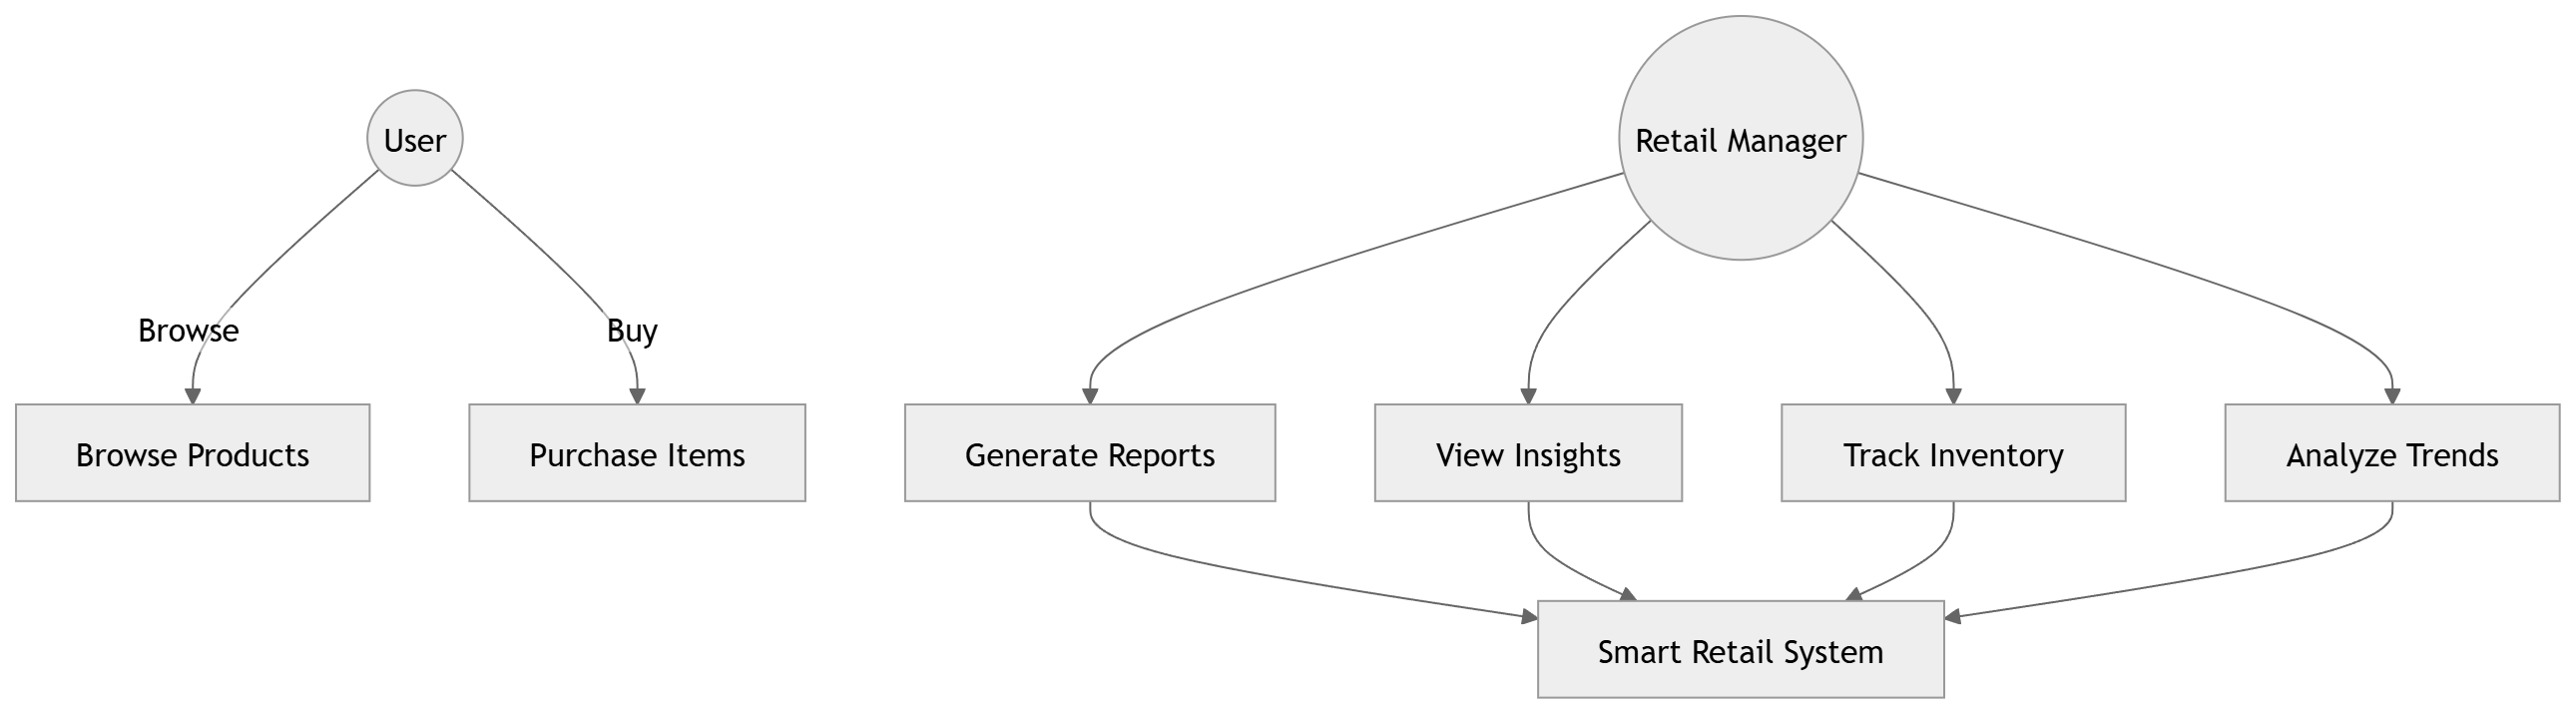 User
Retail Manager
Browse
Buy
Browse Products
Purchase Items
Generate Reports
View Insights
Track Inventory
Analyze Trends
Smart Retail System